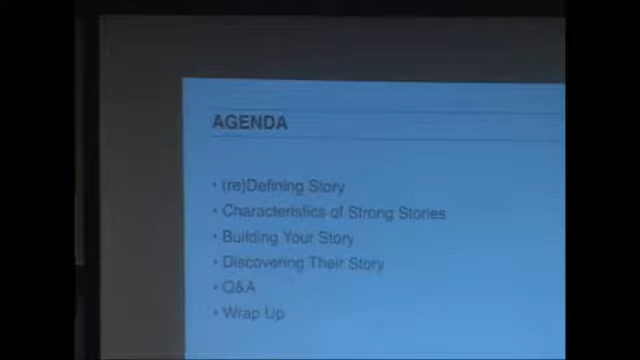 AGENDA
• (re)Defining Story
• Characteristics of Strong Stories
• Building Your Story
• Discovering Their Story
• Q&A
• Wrap Up